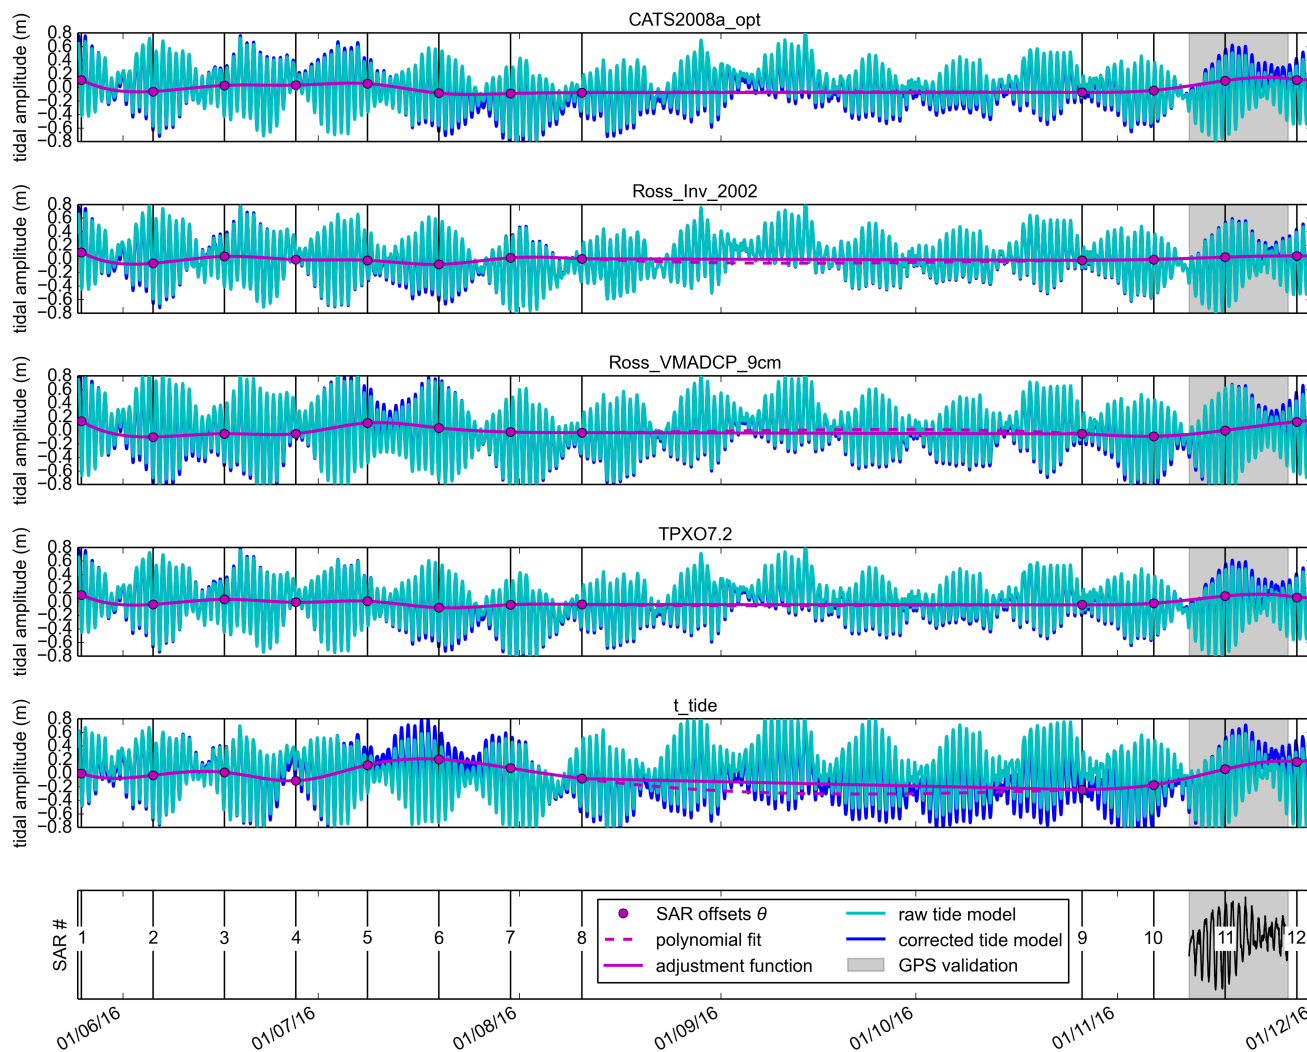 CATS2008a_opt
tidal amplitude (m)
0.8
0.6
0.4
0.2
0.0
−0.2
−0.4
−0.6
−0.8
Ross_Inv_2002
tidal amplitude (m)
0.8
0.6
0.4
0.2
0.0
−0.2
−0.4
−0.6
−0.8
Ross_VMADCP_9cm
tidal amplitude (m)
0.8
0.6
0.4
0.2
0.0
−0.2
−0.4
−0.6
−0.8
TPXO7.2
tidal amplitude (m)
0.8
0.6
0.4
0.2
0.0
−0.2
−0.4
−0.6
−0.8
t_tide
tidal amplitude (m)
0.8
0.6
0.4
0.2
0.0
−0.2
−0.4
−0.6
−0.8
SAR #
1 2 3 4 5 6 7 8 9 10 11 12
SAR offsets θ
polynomial fit
adjustment function
raw tide model
corrected tide model
GPS validation
01/06/16 01/07/16 01/08/16 01/09/16 01/10/16 01/11/16 01/12/16